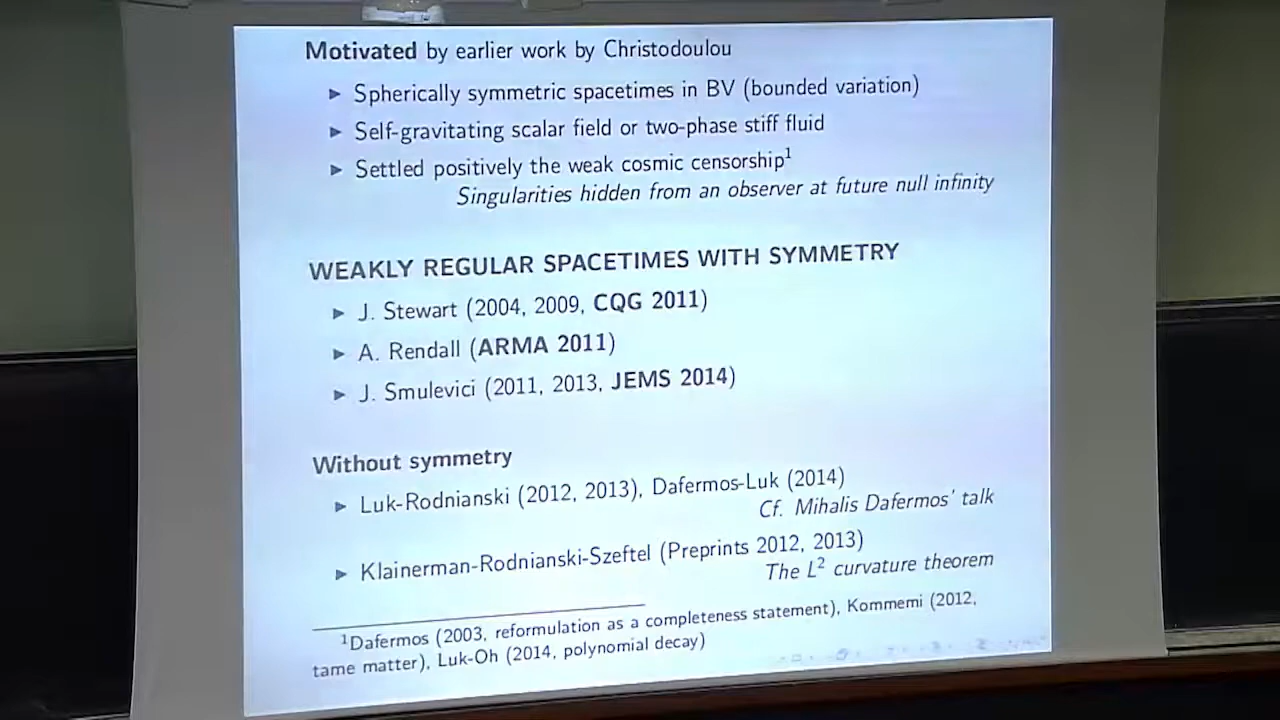 Motivated by earlier work by Christodoulou
► Spherically symmetric spacetimes in BV (bounded variation)
► Self-gravitating scalar field or two-phase stiff fluid
► Settled positively the weak cosmic censorship¹
Singularities hidden from an observer at future null infinity
WEAKLY REGULAR SPACETIMES WITH SYMMETRY
► J. Stewart (2004, 2009, CQG 2011)
► A. Rendall (ARMA 2011)
► J. Smulevici (2011, 2013, JEMS 2014)
Without symmetry
► Luk-Rodnianski (2012, 2013), Dafermos-Luk (2014)
Cf. Mihalis Dafermos' talk
► Klainerman-Rodnianski-Szeftel (Preprints 2012, 2013)
The L² curvature theorem
¹Dafermos (2003, reformulation as a completeness statement), Kommemi (2012,
tame matter), Luk-Oh (2014, polynomial decay)